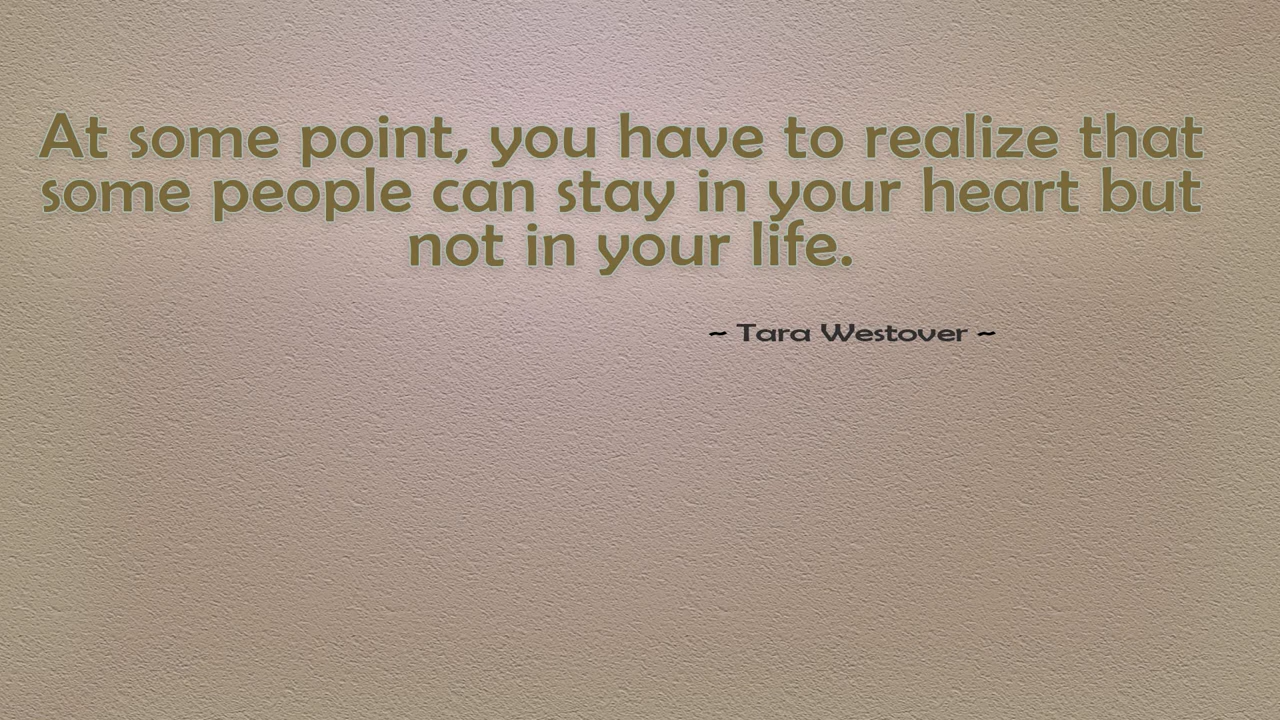 At some point, you have to realize that
some people can stay in your heart but
not in your life.
~ Tara Westover ~